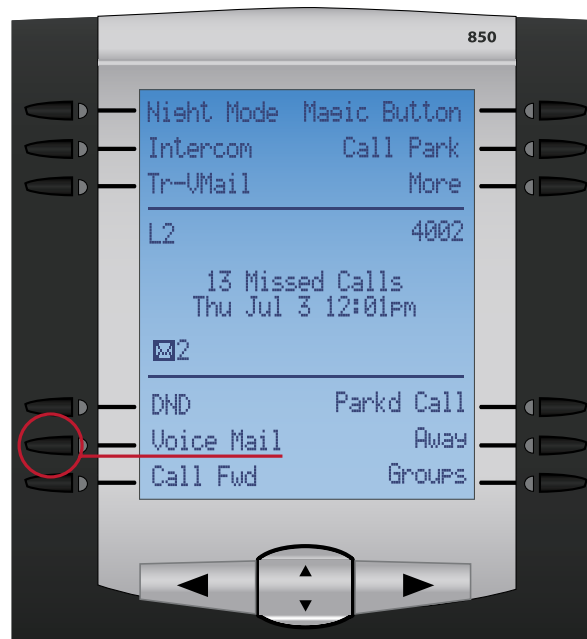 850
Night Mode Magic Button
Intercom Call Park
Tr-VMail More
L2 4002
13 Missed Calls
Thu Jul 3 12:01pm
2
DND Parkd Call
Voice Mail Away
Call Fwd Groups